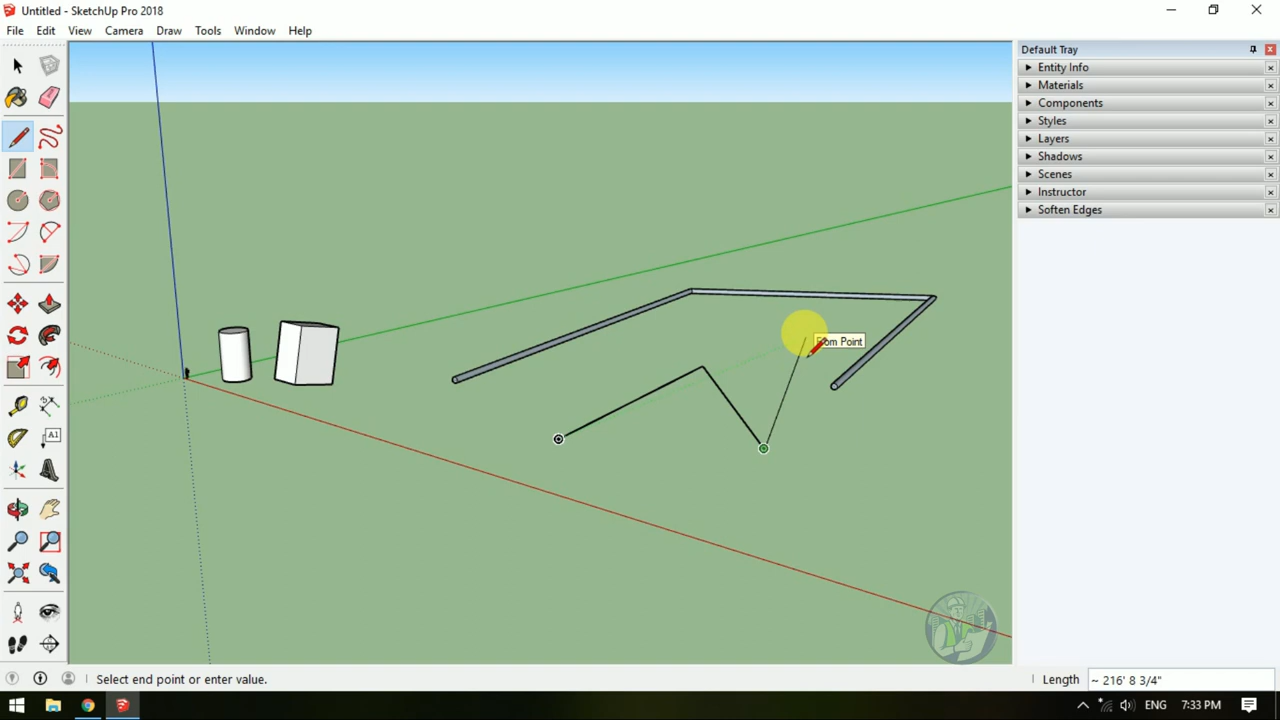 Untitled - SketchUp Pro 2018
File Edit View Camera Draw Tools Window Help
Default Tray
Entity Info
Materials
Components
Styles
Layers
Shadows
Scenes
Instructor
Soften Edges
Point
A1
Select end point or enter value.
Length ~ 216' 8 3/4"
ENG 7:33 PM